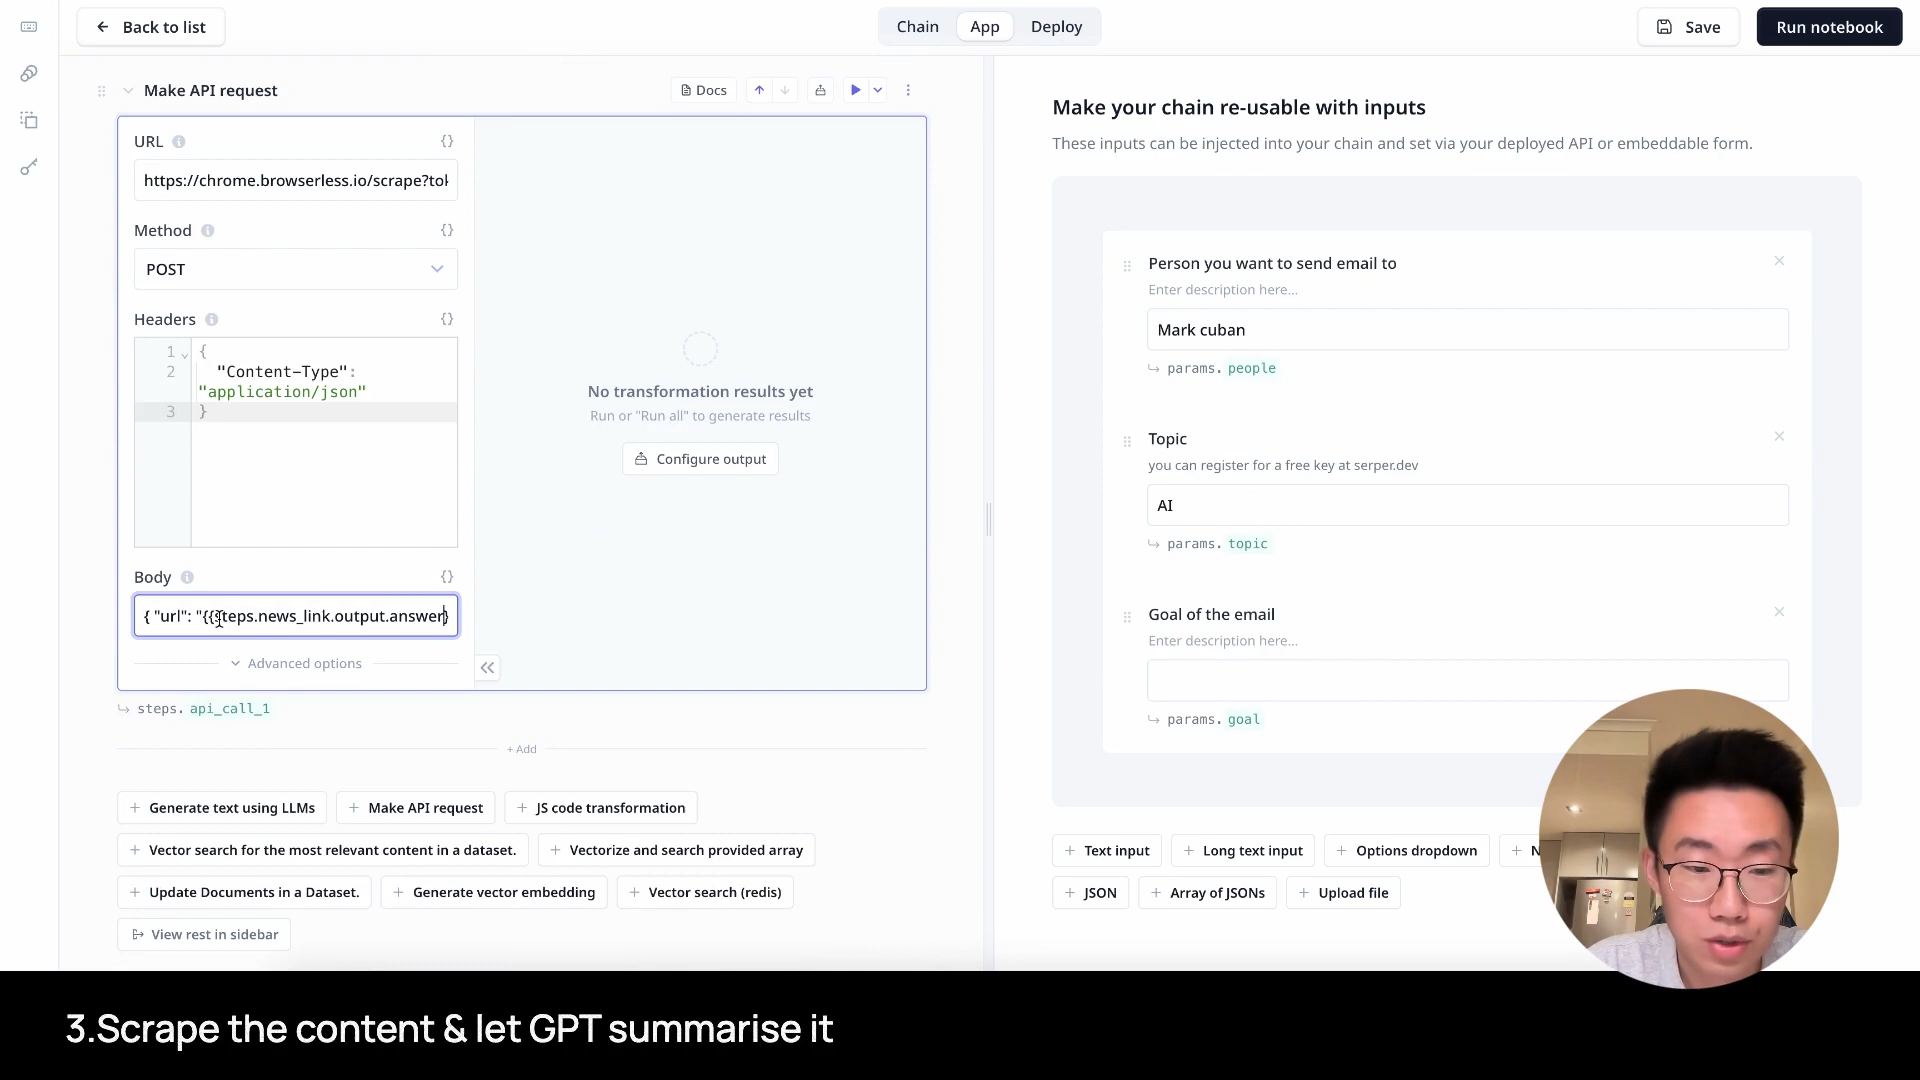 Back to list
Chain
App
Deploy
Save
Run notebook
Make API request
Docs
URL
{}
https://chrome.browserless.io/scrape?tok
Method
{}
POST
Headers
{}
1 {
2 "Content-Type":
"application/json"
3 }
Body
{}
{ "url": "{{steps.news_link.output.answer}
Advanced options
steps. api_call_1
No transformation results yet
Run or "Run all" to generate results
Configure output
+ Add
+ Generate text using LLMs
+ Make API request
+ JS code transformation
+ Vector search for the most relevant content in a dataset.
+ Vectorize and search provided array
+ Update Documents in a Dataset.
+ Generate vector embedding
+ Vector search (redis)
View rest in sidebar
Make your chain re-usable with inputs
These inputs can be injected into your chain and set via your deployed API or embeddable form.
Person you want to send email to
Enter description here...
Mark cuban
params. people
Topic
you can register for a free key at serper.dev
AI
params. topic
Goal of the email
Enter description here...
params. goal
+ Text input
+ Long text input
+ Options dropdown
+ N
+ JSON
+ Array of JSONs
+ Upload file
3.Scrape the content & let GPT summarise it